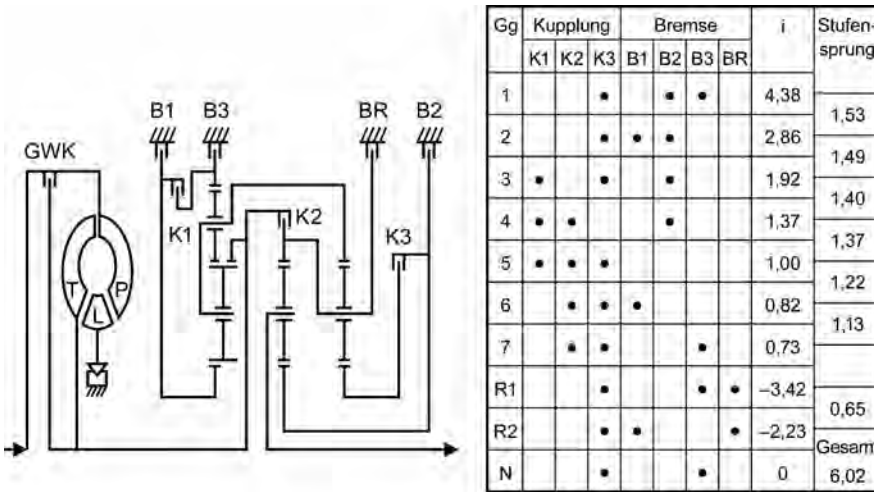 B1 B3 BR B2
GWK
K2
K1 K3
T P
L
Gg Kupplung Bremse i Stufen-
sprung
K1 K2 K3 B1 B2 B3 BR
1 • • • 4,38
1,53
2 • • • 2,86
1,49
3 • • • 1,92
1,40
4 • • • 1,37
1,37
5 • • • 1,00
1,22
6 • • • 0,82
1,13
7 • • • 0,73
R1 • • • –3,42
0,65
R2 • • • –2,23
Gesamt
N • • 0 6,02